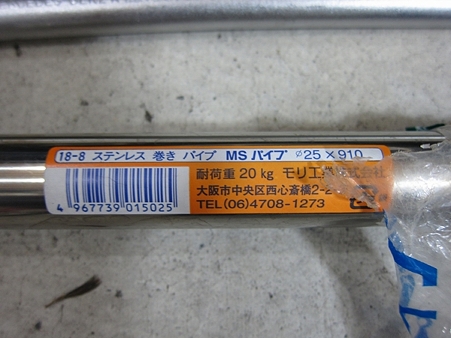 18-8 ステンレス 巻き パイプ MS パイプ ø25×910
耐荷重 20 kg モリ工業株式会社
大阪市中央区西心斎橋2-2
TEL(06)4708-1273
4 967739 015025